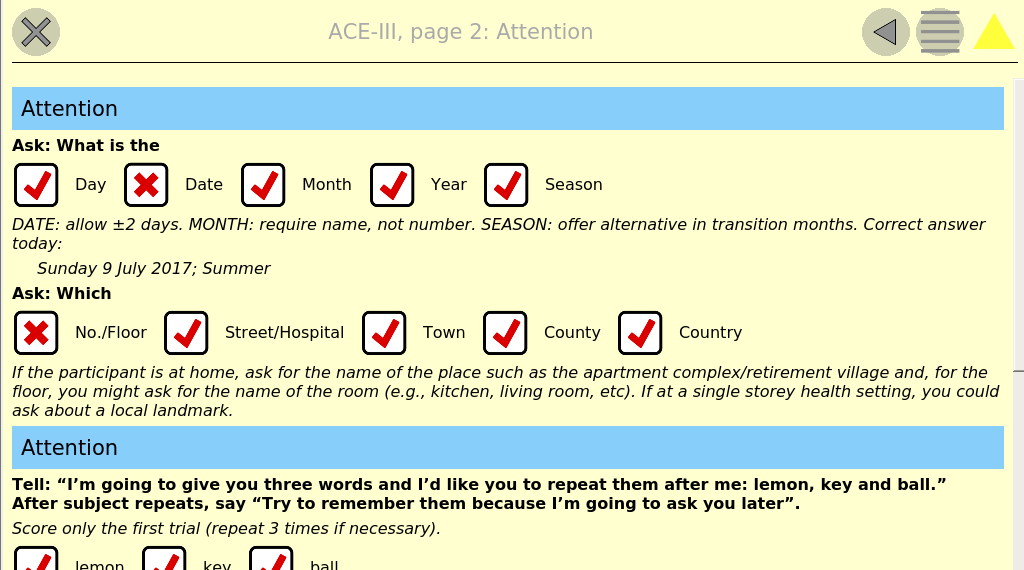 ACE-III, page 2: Attention
Attention
Ask: What is the
Day Date Month Year Season
DATE: allow ±2 days. MONTH: require name, not number. SEASON: offer alternative in transition months. Correct answer
today:
Sunday 9 July 2017; Summer
Ask: Which
No./Floor Street/Hospital Town County Country
If the participant is at home, ask for the name of the place such as the apartment complex/retirement village and, for the
floor, you might ask for the name of the room (e.g., kitchen, living room, etc). If at a single storey health setting, you could
ask about a local landmark.
Attention
Tell: “I’m going to give you three words and I’d like you to repeat them after me: lemon, key and ball.”
After subject repeats, say “Try to remember them because I’m going to ask you later”.
Score only the first trial (repeat 3 times if necessary).
lemon key ball